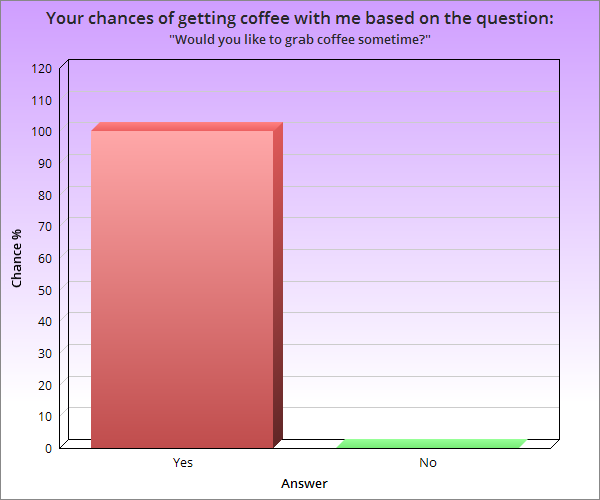 Your chances of getting coffee with me based on the question:
"Would you like to grab coffee sometime?"
120
110
100
90
80
70
60
50
40
30
20
10
0
Chance %
Yes No
Answer